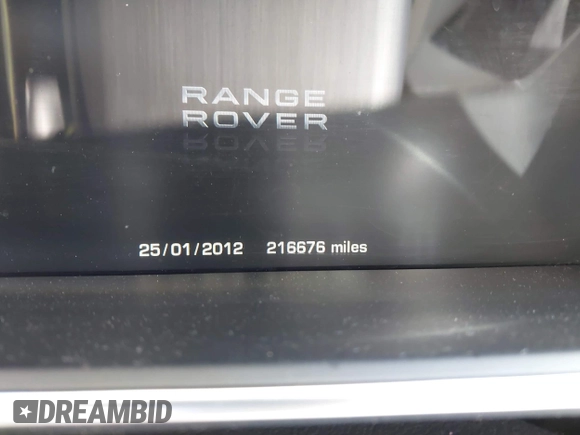 RANGE
ROVER
25/01/2012 216676 miles
DREAMBID